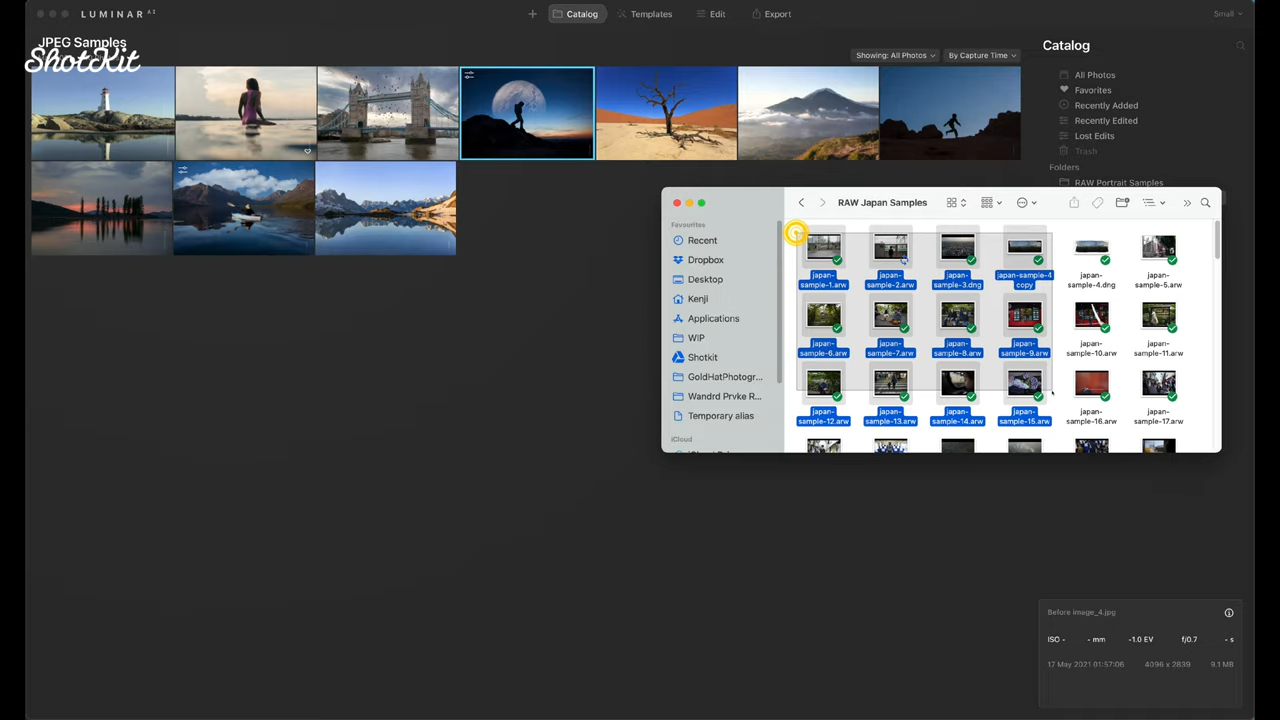 LUMINAR AI
Catalog
Templates
Edit
Export
Small
JPEG Samples
ShotKit
Showing: All Photos
By Capture Time
Catalog
All Photos
Favorites
Recently Added
Recently Edited
Lost Edits
Trash
Folders
RAW Portrait Samples
RAW Japan Samples
Favourites
Recent
Dropbox
Desktop
Kenji
Applications
WIP
Shotkit
GoldHatPhotogr...
Wandrd Prvke R...
Temporary alias
iCloud
japan-
sample-1.arw
japan-
sample-2.arw
japan-
sample-3.dng
japan-sample-4
copy
japan-
sample-4.dng
japan-
sample-5.arw
japan-
sample-6.arw
japan-
sample-7.arw
japan-
sample-8.arw
japan-
sample-9.arw
japan-
sample-10.arw
japan-
sample-11.arw
japan-
sample-12.arw
japan-
sample-13.arw
japan-
sample-14.arw
japan-
sample-15.arw
japan-
sample-16.arw
japan-
sample-17.arw
Before image_4.jpg
ISO - - mm -1.0 EV f/0.7 - s
17 May 2021 01:57:06 4096 x 2839 9.1 MB